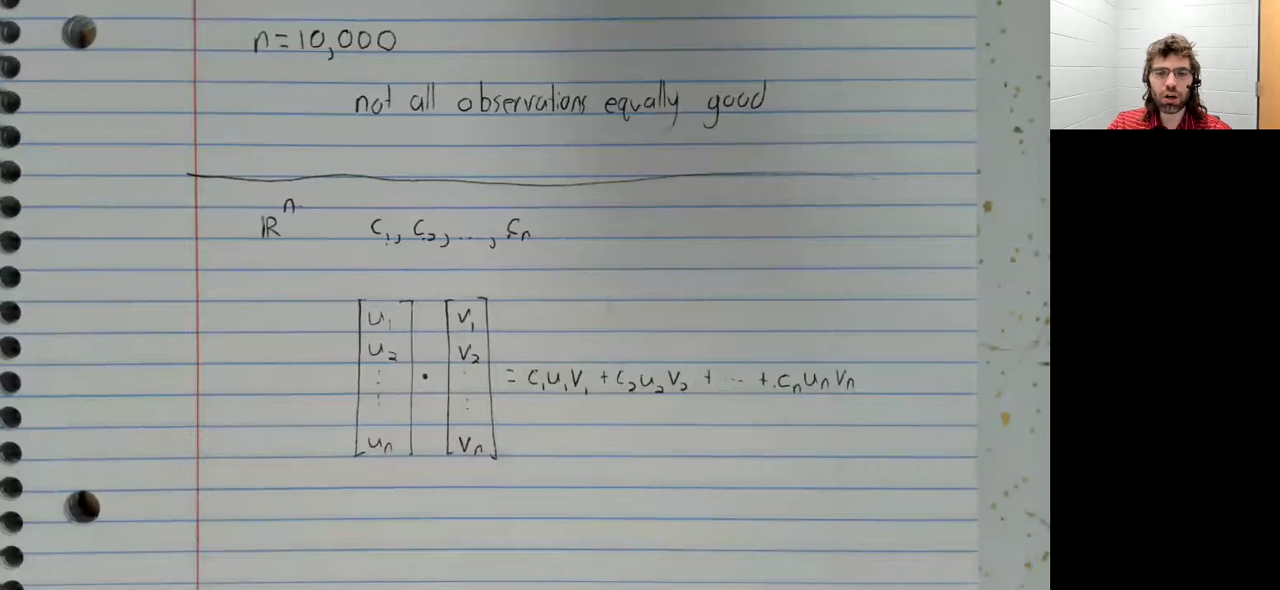 n=10,000
not all observations equally good
ℝⁿ c₁, c₂, ..., cₙ
[u₁ u₂ ⋮ ⋮ uₙ] · [v₁ v₂ ⋮ ⋮ vₙ] = c₁u₁v₁ + c₂u₂v₂ + ... + cₙuₙvₙ